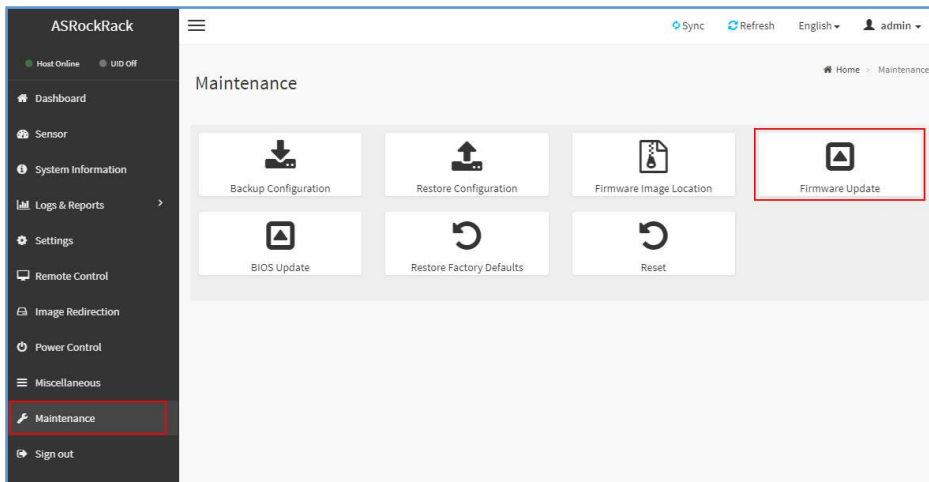 ASRockRack
Sync Refresh English admin
Host Online UID Off
Home > Maintenance
Maintenance
Dashboard
Sensor
System Information
Logs & Reports >
Settings
Remote Control
Image Redirection
Power Control
Miscellaneous
Maintenance
Sign out
Backup Configuration
Restore Configuration
Firmware Image Location
Firmware Update
BIOS Update
Restore Factory Defaults
Reset